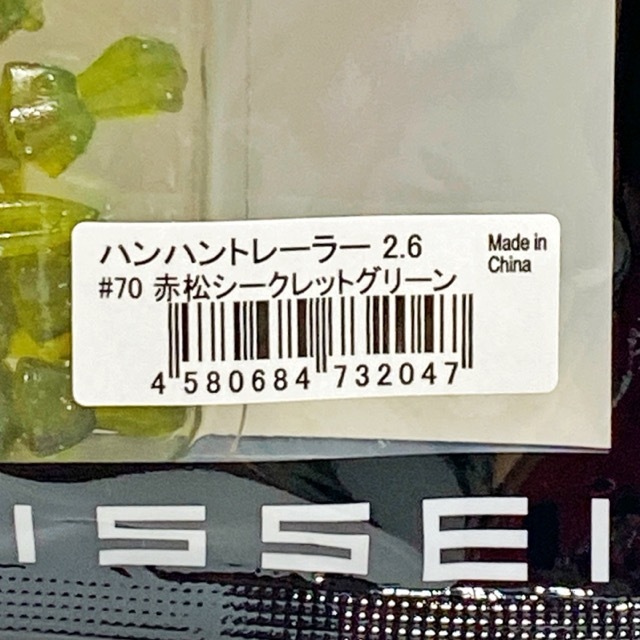 ハンハントレーラー 2.6
Made in
China
#70 赤松シークレットグリーン
4 580684 732047
ISSEI